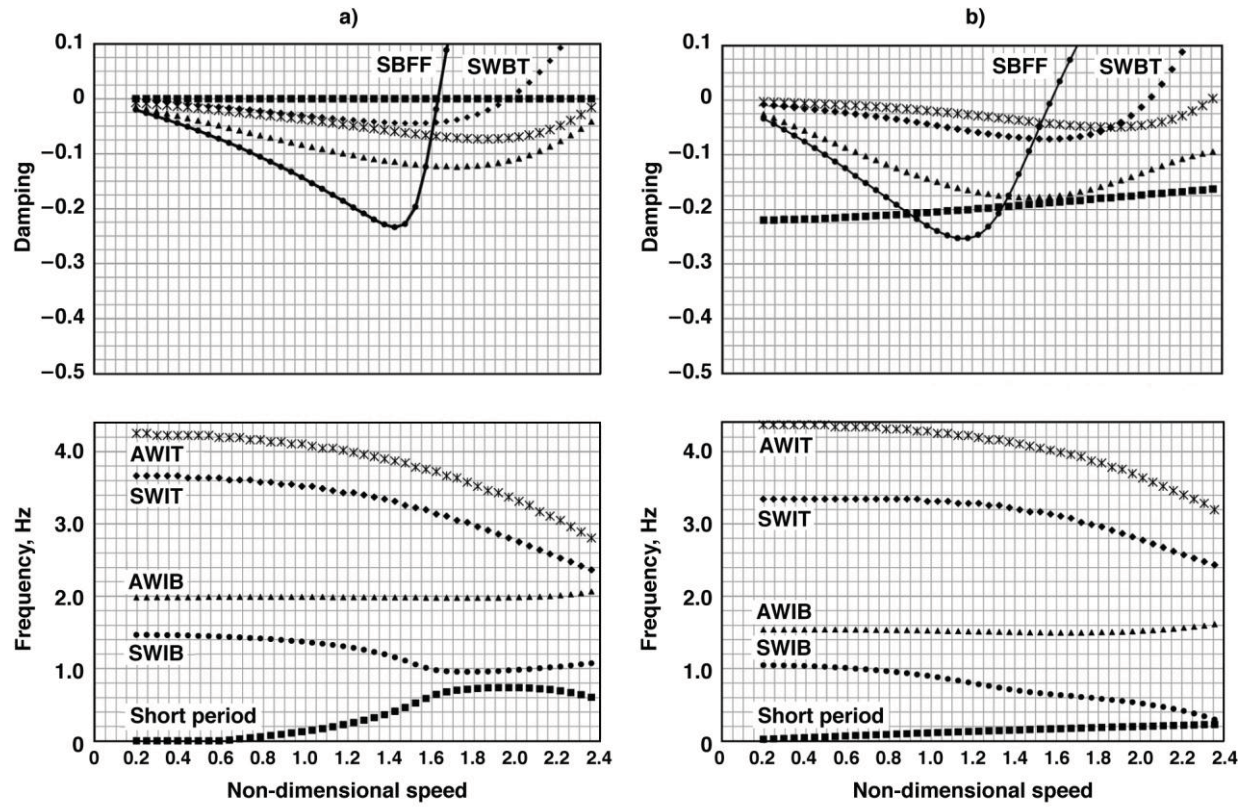 a)
0.1
0
−0.1
−0.2
−0.3
−0.4
−0.5
Damping
SBFF
SWBT
4.0
3.0
2.0
1.0
0
Frequency, Hz
AWIT
SWIT
AWIB
SWIB
Short period
0 0.2 0.4 0.6 0.8 1.0 1.2 1.4 1.6 1.8 2.0 2.2 2.4
Non-dimensional speed
b)
0.1
0
−0.1
−0.2
−0.3
−0.4
−0.5
Damping
SBFF
SWBT
4.0
3.0
2.0
1.0
0
Frequency, Hz
AWIT
SWIT
AWIB
SWIB
Short period
0 0.2 0.4 0.6 0.8 1.0 1.2 1.4 1.6 1.8 2.0 2.2 2.4
Non-dimensional speed